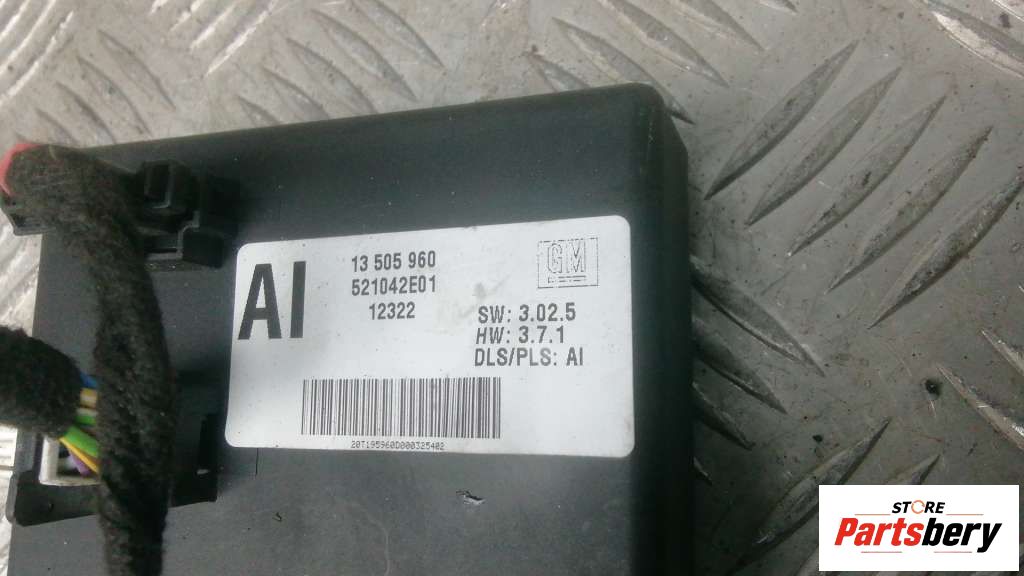 AI
13 505 960
521042E01
12322
GM
SW: 3.02.5
HW: 3.7.1
DLS/PLS: AI
20T195960D000325402
STORE
Partsbery